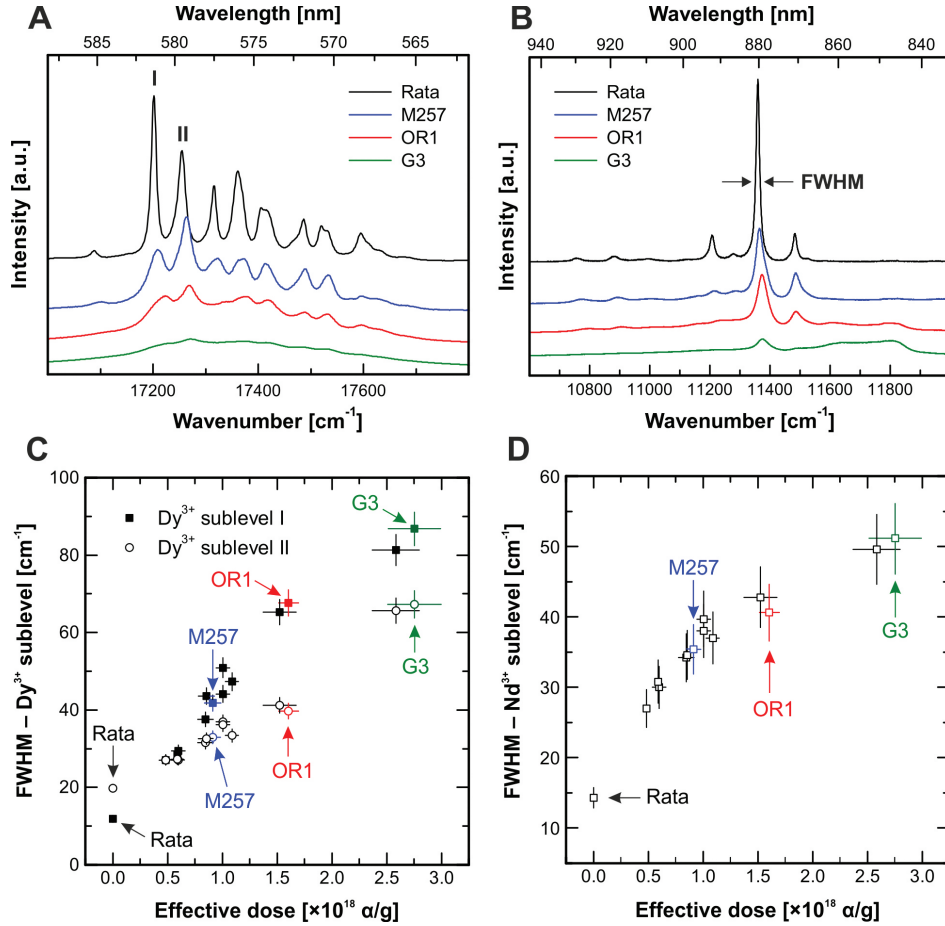 A
Wavelength [nm]
585 580 575 570 565
I
II
Rata
M257
OR1
G3
Intensity [a.u.]
17200 17400 17600
Wavenumber [cm⁻¹]
B
Wavelength [nm]
940 920 900 880 860 840
Rata
M257
OR1
G3
FWHM
Intensity [a.u.]
10800 11000 11200 11400 11600 11800
Wavenumber [cm⁻¹]
C
100
80
60
40
20
0
FWHM – Dy³⁺ sublevel [cm⁻¹]
Dy³⁺ sublevel I
Dy³⁺ sublevel II
G3
OR1
M257
G3
Rata
OR1
M257
Rata
0.0 0.5 1.0 1.5 2.0 2.5 3.0
Effective dose [×10¹⁸ α/g]
D
60
50
40
30
20
10
FWHM – Nd³⁺ sublevel [cm⁻¹]
M257
G3
OR1
Rata
0.0 0.5 1.0 1.5 2.0 2.5 3.0
Effective dose [×10¹⁸ α/g]